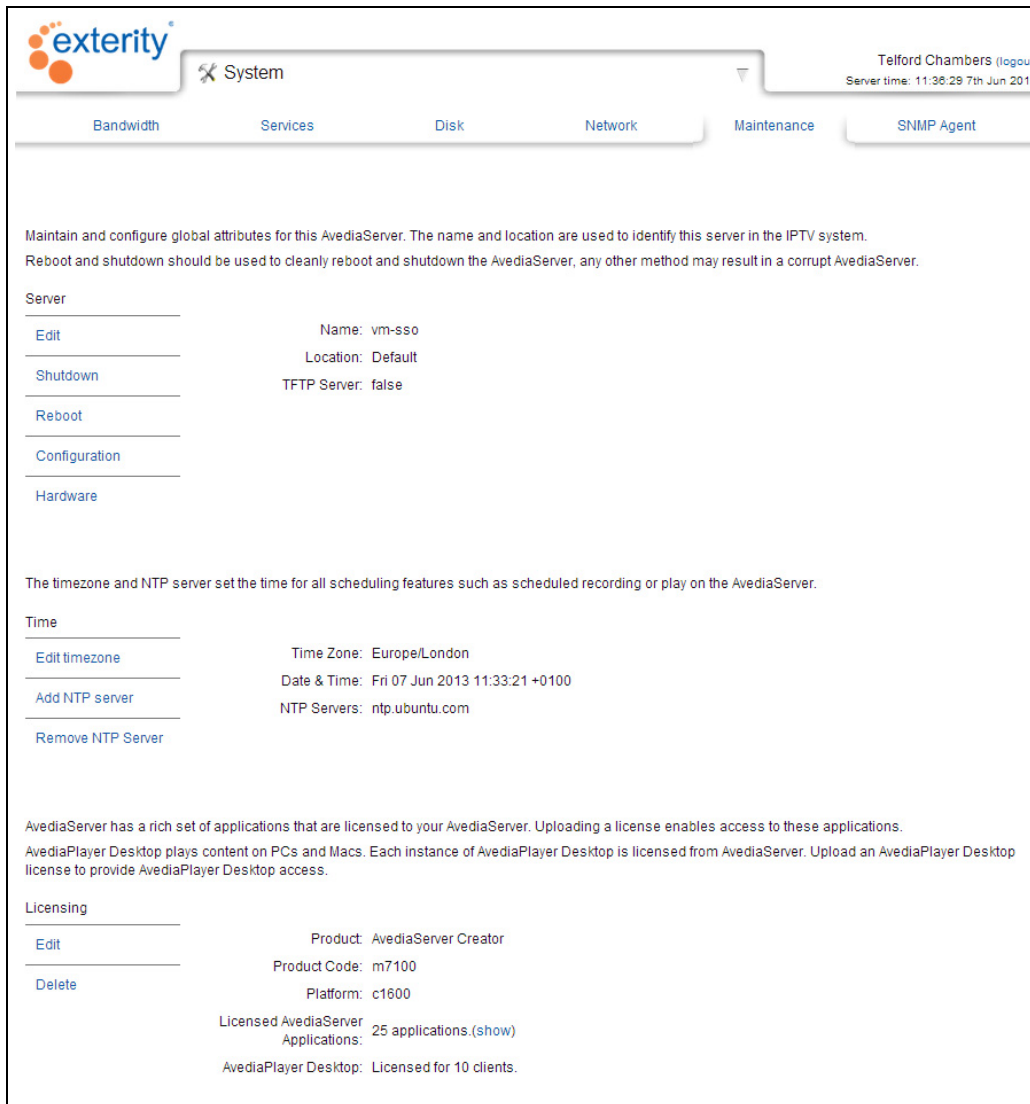 exterity®
System
Telford Chambers (logou
Server time: 11:36:29 7th Jun 201
Bandwidth Services Disk Network Maintenance SNMP Agent
Maintain and configure global attributes for this AvediaServer. The name and location are used to identify this server in the IPTV system.
Reboot and shutdown should be used to cleanly reboot and shutdown the AvediaServer, any other method may result in a corrupt AvediaServer.
Server
Edit
Shutdown
Reboot
Configuration
Hardware
Name: vm-sso
Location: Default
TFTP Server: false
The timezone and NTP server set the time for all scheduling features such as scheduled recording or play on the AvediaServer.
Time
Edit timezone
Add NTP server
Remove NTP Server
Time Zone: Europe/London
Date & Time: Fri 07 Jun 2013 11:33:21 +0100
NTP Servers: ntp.ubuntu.com
AvediaServer has a rich set of applications that are licensed to your AvediaServer. Uploading a license enables access to these applications.
AvediaPlayer Desktop plays content on PCs and Macs. Each instance of AvediaPlayer Desktop is licensed from AvediaServer. Upload an AvediaPlayer Desktop
license to provide AvediaPlayer Desktop access.
Licensing
Edit
Delete
Product: AvediaServer Creator
Product Code: m7100
Platform: c1600
Licensed AvediaServer
Applications: 25 applications.(show)
AvediaPlayer Desktop: Licensed for 10 clients.